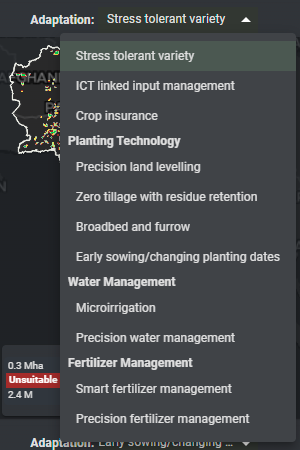 Adaptation: Stress tolerant variety
Stress tolerant variety
ICT linked input management
Crop insurance
Planting Technology
Precision land levelling
Zero tillage with residue retention
Broadbed and furrow
Early sowing/changing planting dates
Water Management
Microirrigation
Precision water management
Fertilizer Management
Smart fertilizer management
Precision fertilizer management
0.3 Mha
Unsuitable
2.4 M
Adaptation: Early sowing/changing ...